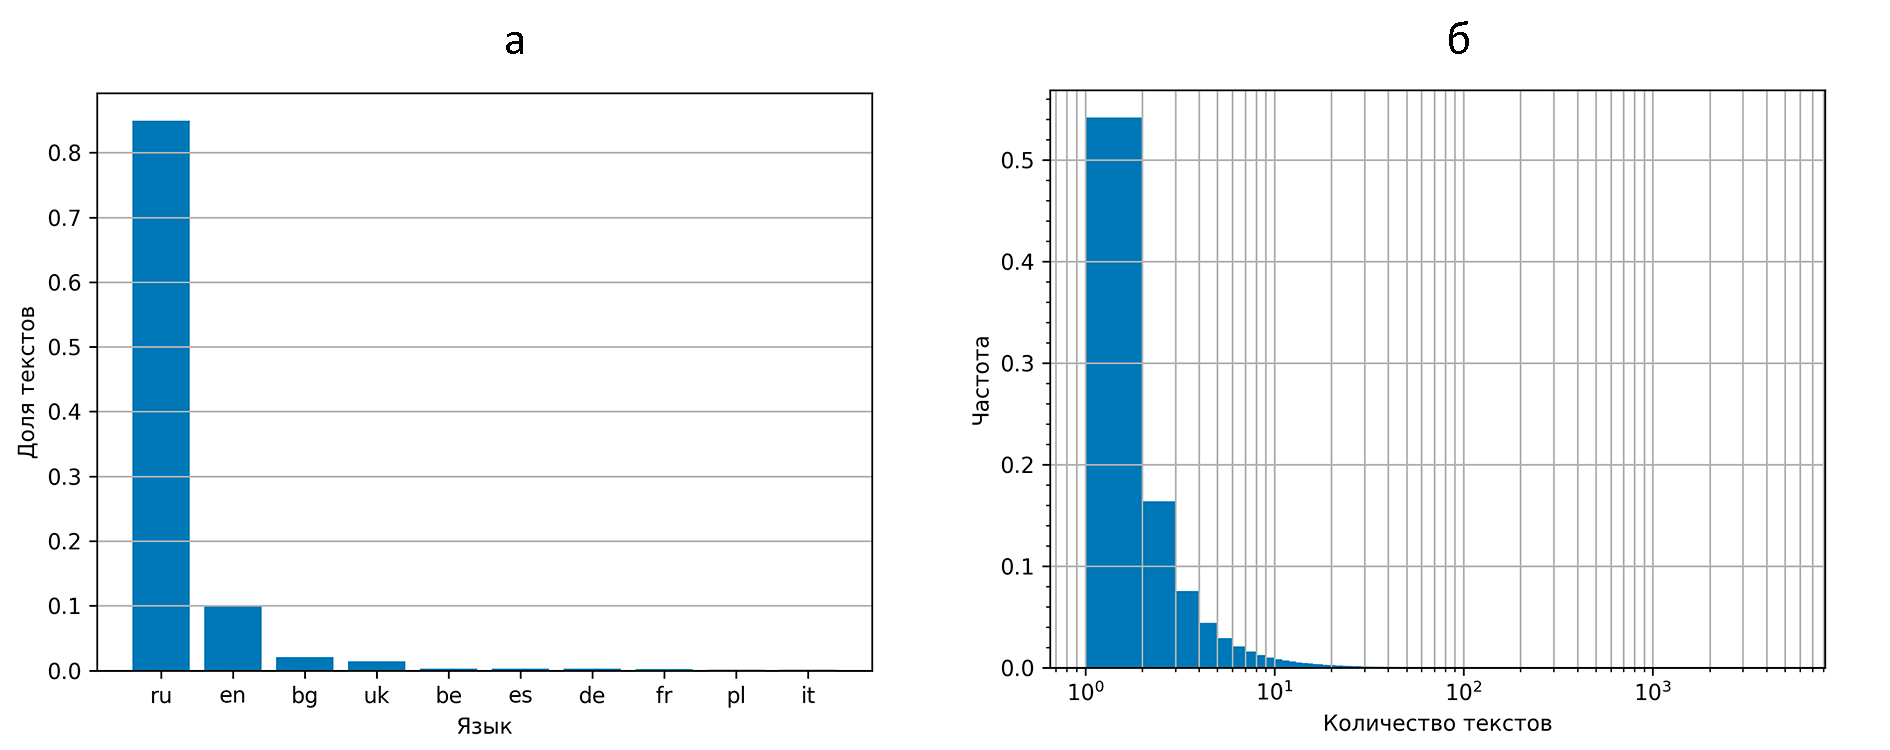 а
Доля текстов
0.8
0.7
0.6
0.5
0.4
0.3
0.2
0.1
0.0
ru en bg uk be es de fr pl it
Язык
б
Частота
0.5
0.4
0.3
0.2
0.1
0.0
10⁰ 10¹ 10² 10³
Количество текстов